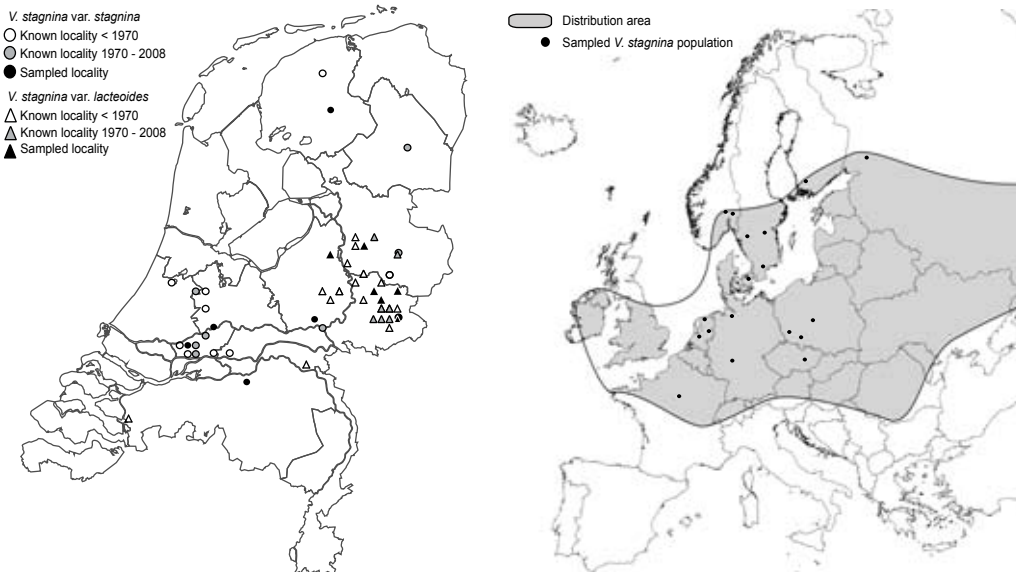 V. stagnina var. stagnina
Known locality < 1970
Known locality 1970 - 2008
Sampled locality
V. stagnina var. lacteoides
Known locality < 1970
Known locality 1970 - 2008
Sampled locality
Distribution area
Sampled V. stagnina population